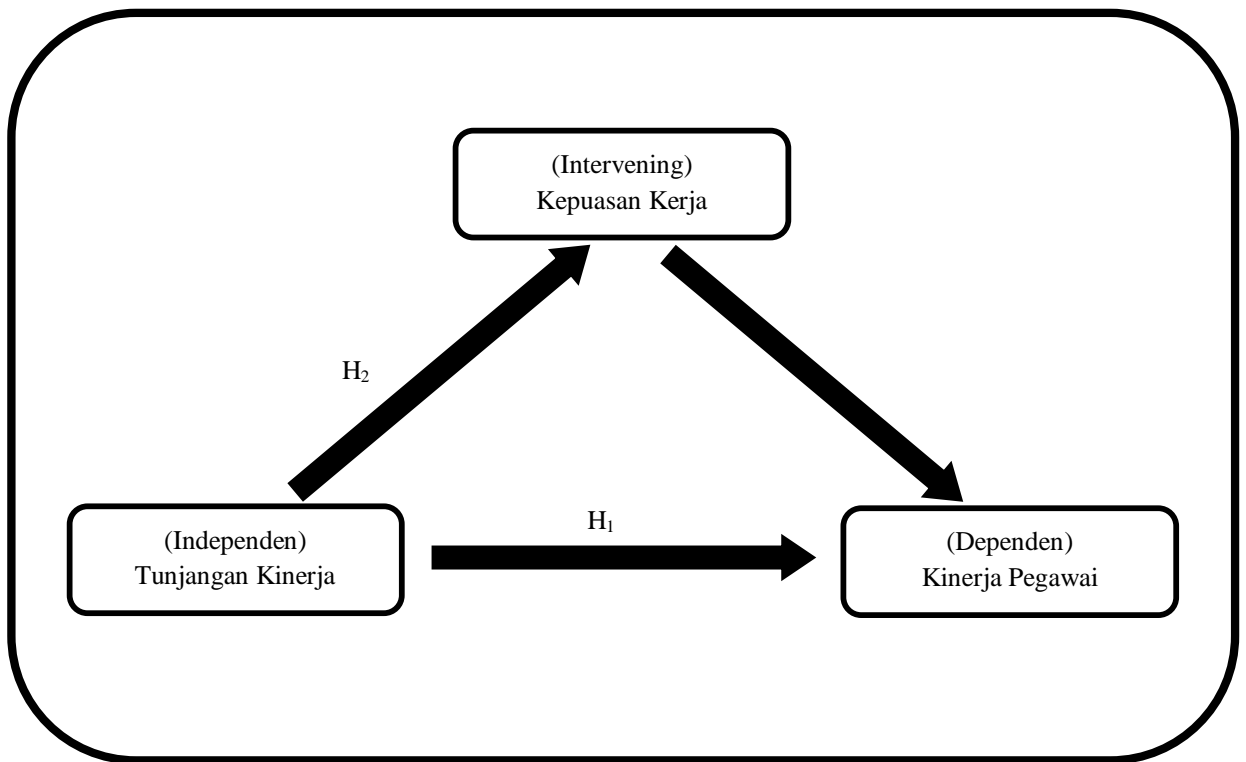 (Intervening)
Kepuasan Kerja
H₂
H₁
(Independen)
Tunjangan Kinerja
(Dependen)
Kinerja Pegawai